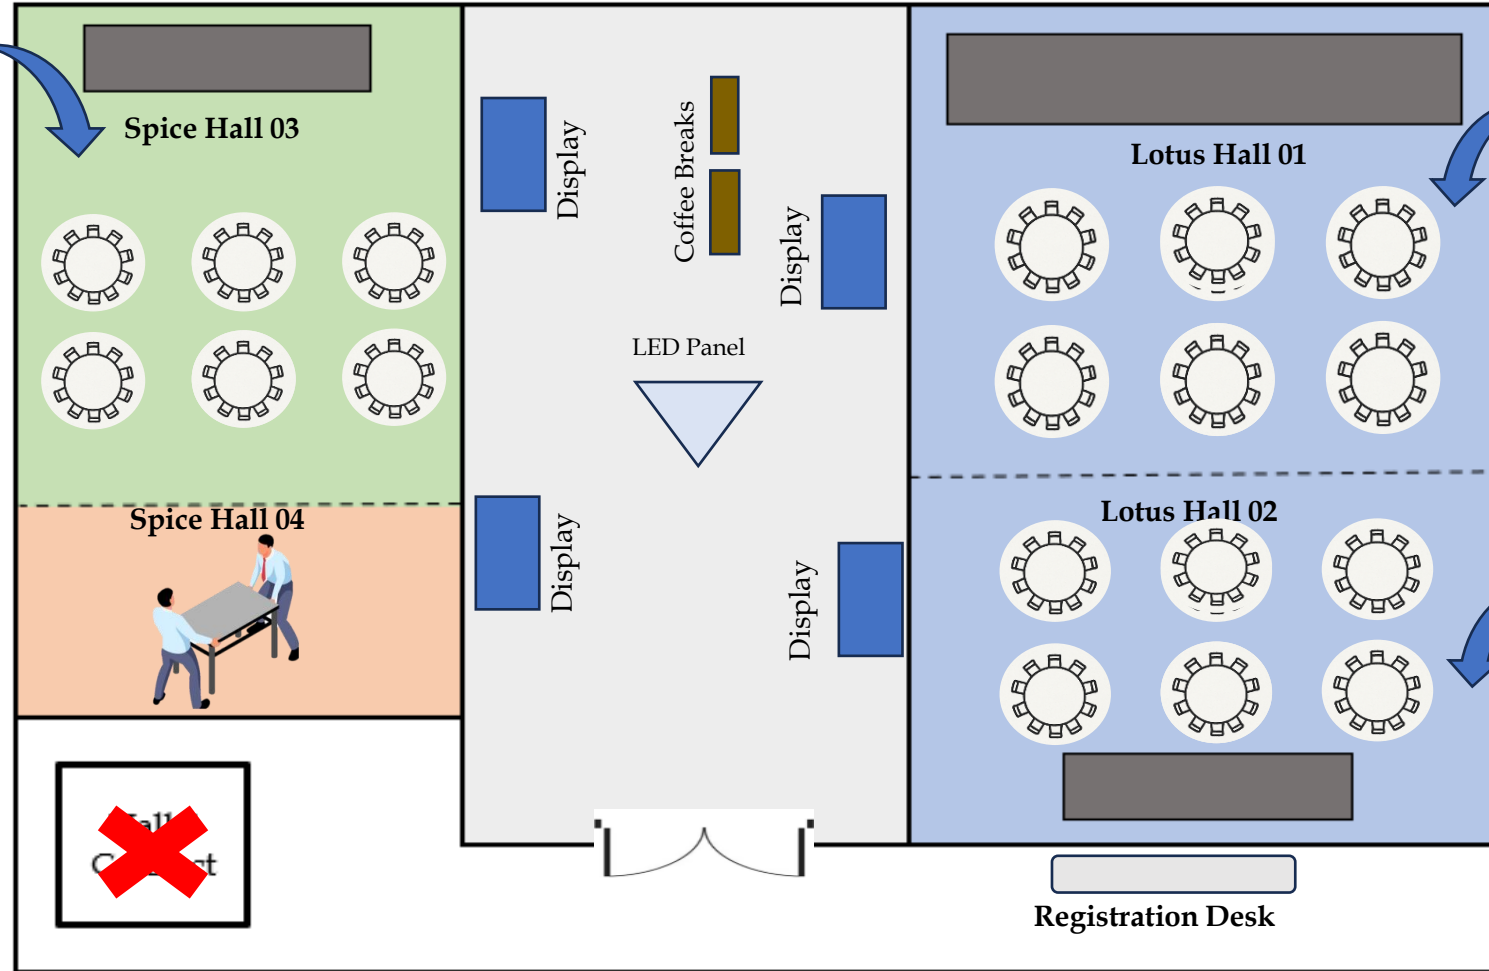 Spice Hall 03
Display
Coffee Breaks
Display
Lotus Hall 01
LED Panel
Spice Hall 04
Display
Display
Lotus Hall 02
Registration Desk